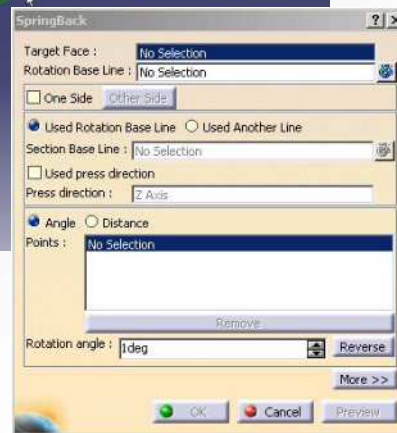 SpringBack
Target Face : No Selection
Rotation Base Line : No Selection
One Side Other Side
Used Rotation Base Line Used Another Line
Section Base Line : No Selection
Used press direction
Press direction : Z Axis
Angle Distance
Points : No Selection
Remove
Rotation angle : 1deg Reverse
More >>
OK Cancel Preview